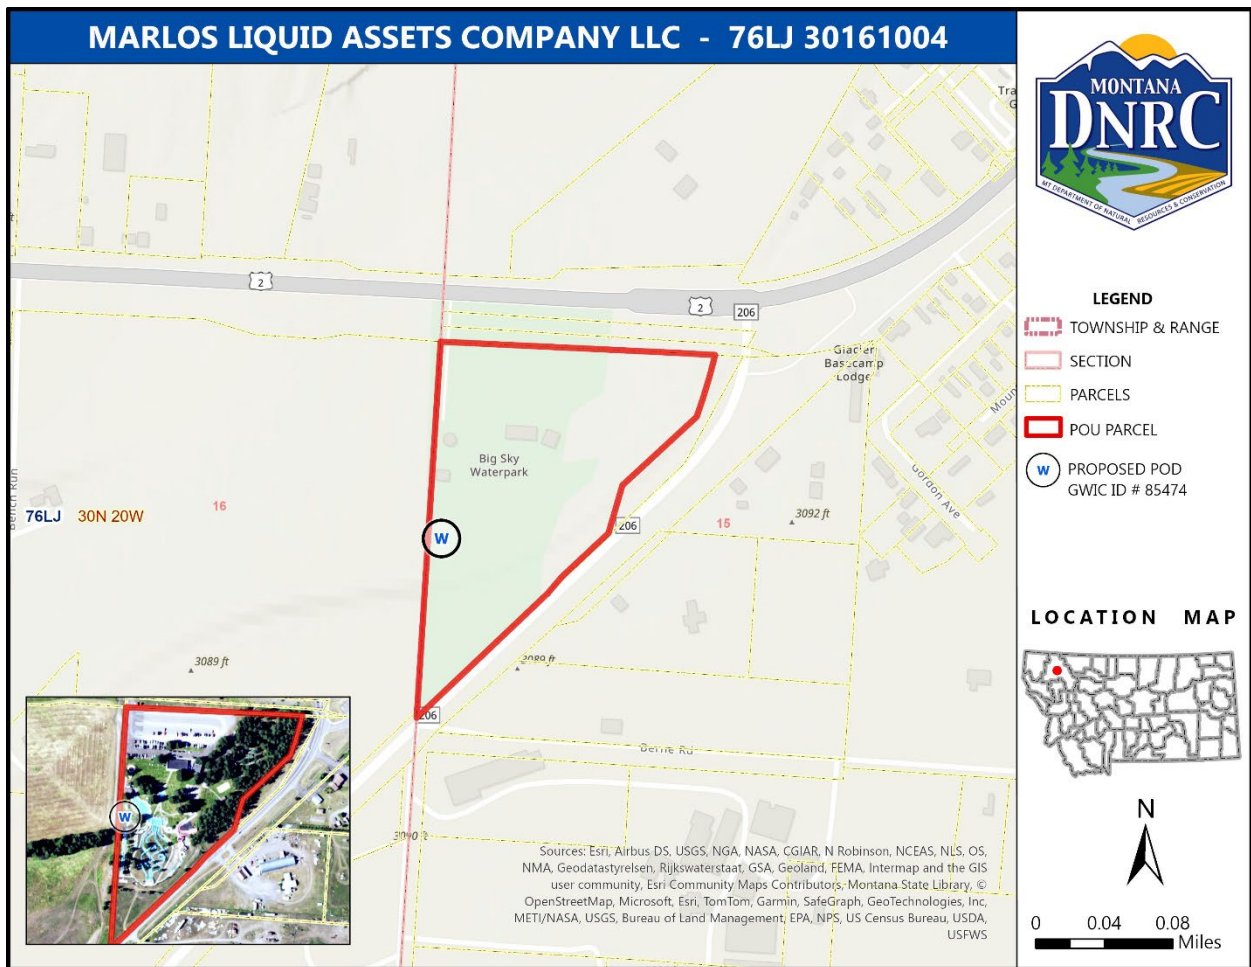 MARLOS LIQUID ASSETS COMPANY LLC - 76LJ 30161004
MONTANA
DNRC
MT DEPARTMENT OF NATURAL RESOURCES & CONSERVATION
Tra
G
2
2
206
Glacier
Basecamp
Lodge
Moun
Gordon Ave
Big Sky
Waterpark
Bench Run
76LJ 30N 20W
16
W
206
15
3092 ft
3089 ft
3089 ft
206
Berne Rd
3090 ft
W
LEGEND
TOWNSHIP & RANGE
SECTION
PARCELS
POU PARCEL
W PROPOSED POD
GWIC ID # 85474
LOCATION MAP
N
0 0.04 0.08
Miles
Sources: Esri, Airbus DS, USGS, NGA, NASA, CGIAR, N Robinson, NCEAS, NLS, OS,
NMA, Geodatastyrelsen, Rijkswaterstaat, GSA, Geoland, FEMA, Intermap and the GIS
user community, Esri Community Maps Contributors, Montana State Library, ©
OpenStreetMap, Microsoft, Esri, TomTom, Garmin, SafeGraph, GeoTechnologies, Inc,
METI/NASA, USGS, Bureau of Land Management, EPA, NPS, US Census Bureau, USDA,
USFWS